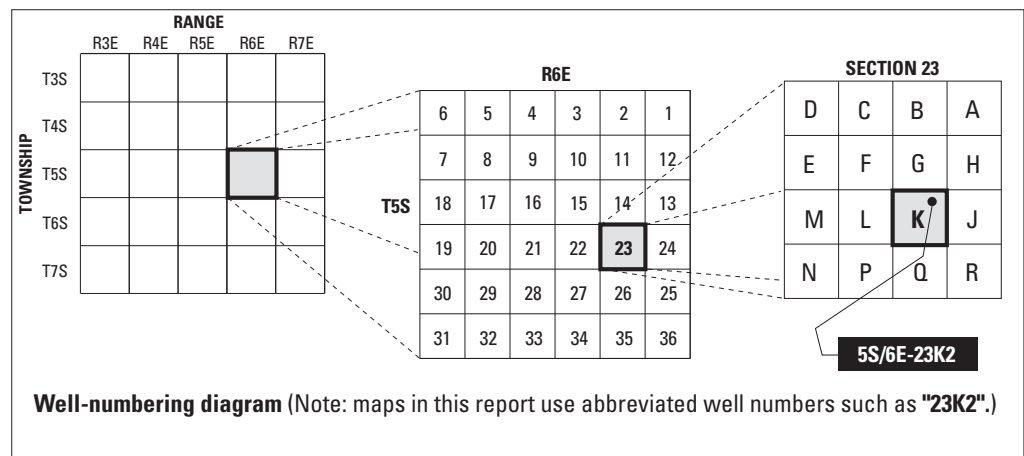 RANGE
R3E R4E R5E R6E R7E
TOWNSHIP
T3S
T4S
T5S
T6S
T7S
R6E
T5S
6 5 4 3 2 1
7 8 9 10 11 12
18 17 16 15 14 13
19 20 21 22 23 24
30 29 28 27 26 25
31 32 33 34 35 36
SECTION 23
D C B A
E F G H
M L K J
N P Q R
5S/6E-23K2
Well-numbering diagram (Note: maps in this report use abbreviated well numbers such as "23K2".)